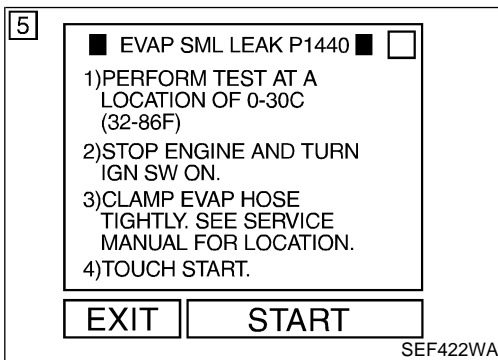 5
EVAP SML LEAK P1440
1)PERFORM TEST AT A
LOCATION OF 0-30C
(32-86F)
2)STOP ENGINE AND TURN
IGN SW ON.
3)CLAMP EVAP HOSE
TIGHTLY. SEE SERVICE
MANUAL FOR LOCATION.
4)TOUCH START.
EXIT START
SEF422WA